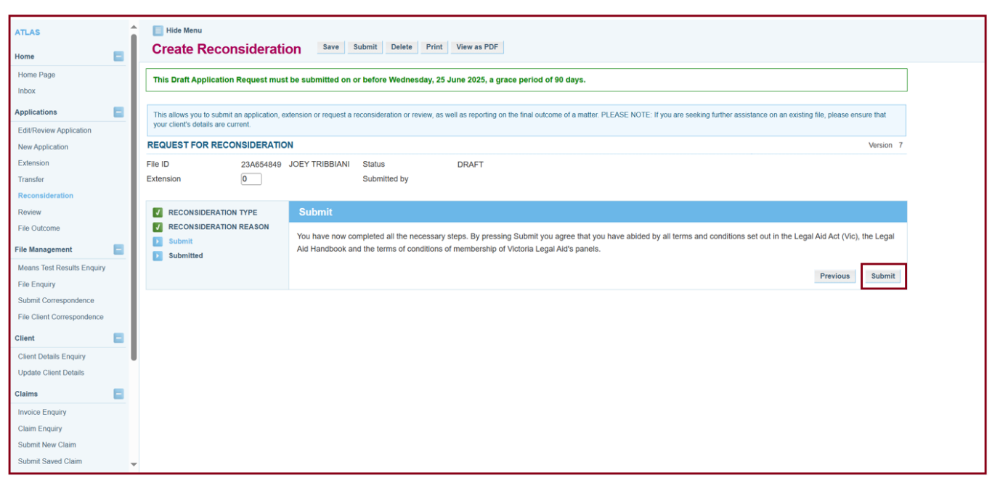 ATLAS
Home
Home Page
Inbox
Applications
Edit/Review Application
New Application
Extension
Transfer
Reconsideration
Review
File Outcome
File Management
Means Test Results Enquiry
File Enquiry
Submit Correspondence
File Client Correspondence
Client
Client Details Enquiry
Update Client Details
Claims
Invoice Enquiry
Claim Enquiry
Submit New Claim
Submit Saved Claim
Hide Menu
Create Reconsideration Save Submit Delete Print View as PDF
This Draft Application Request must be submitted on or before Wednesday, 25 June 2025, a grace period of 90 days.
This allows you to submit an application, extension or request a reconsideration or review, as well as reporting on the final outcome of a matter. PLEASE NOTE: If you are seeking further assistance on an existing file, please ensure that
your client's details are current.
REQUEST FOR RECONSIDERATION Version 7
File ID 23A654849 JOEY TRIBBIANI Status DRAFT
Extension 0 Submitted by
RECONSIDERATION TYPE
RECONSIDERATION REASON
Submit
Submitted
Submit
You have now completed all the necessary steps. By pressing Submit you agree that you have abided by all terms and conditions set out in the Legal Aid Act (Vic), the Legal
Aid Handbook and the terms of conditions of membership of Victoria Legal Aid's panels.
Previous Submit